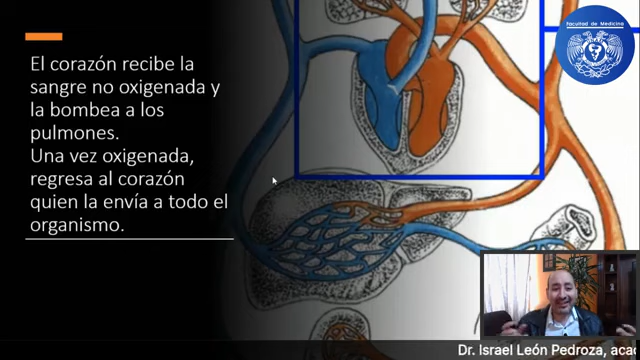 Facultad de Medicina
El corazón recibe la
sangre no oxigenada y
la bombea a los
pulmones.
Una vez oxigenada,
regresa al corazón
quien la envía a todo el
organismo.
Dr. Israel León Pedroza, aca